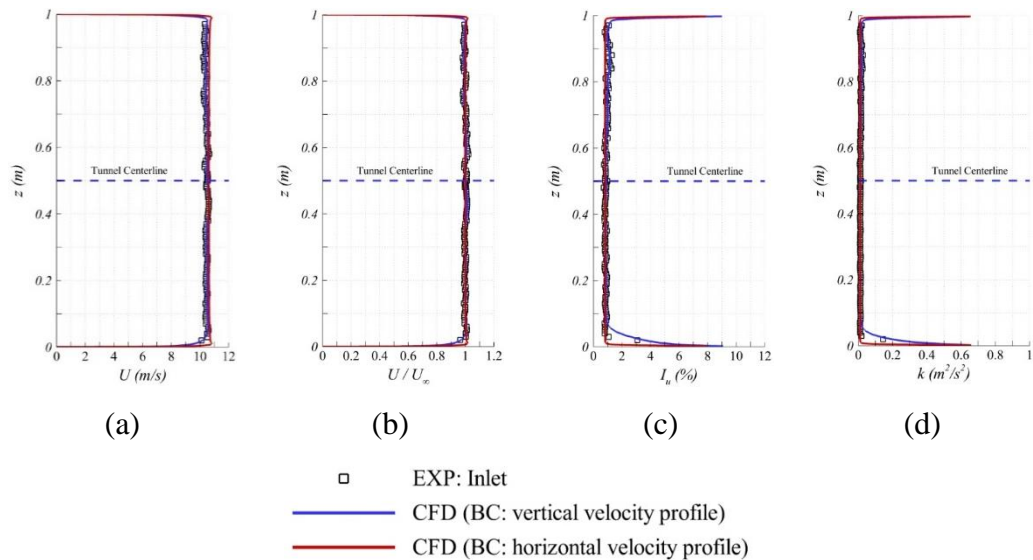 1
0.8
0.6
0.4
0.2
0
z (m)
Tunnel Centerline
0 2 4 6 8 10 12
U (m/s)
(a)
1
0.8
0.6
0.4
0.2
0
z (m)
Tunnel Centerline
0 0.2 0.4 0.6 0.8 1 1.2
U / U∞
(b)
1
0.8
0.6
0.4
0.2
0
z (m)
Tunnel Centerline
0 2 4 6 8 10 12
I_u (%)
(c)
1
0.8
0.6
0.4
0.2
0
z (m)
Tunnel Centerline
0 0.2 0.4 0.6 0.8 1
k (m²/s²)
(d)
EXP: Inlet
CFD (BC: vertical velocity profile)
CFD (BC: horizontal velocity profile)